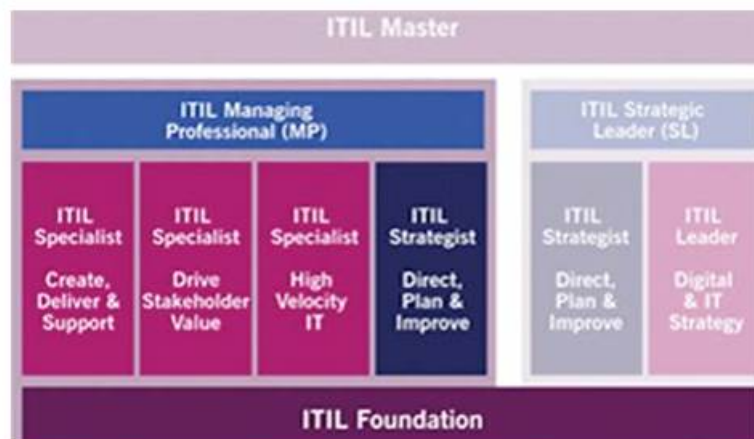 ITIL Master
ITIL Managing
Professional (MP)
ITIL Strategic
Leader (SL)
ITIL
Specialist
Create,
Deliver &
Support
ITIL
Specialist
Drive
Stakeholder
Value
ITIL
Specialist
High
Velocity
IT
ITIL
Strategist
Direct,
Plan &
Improve
ITIL
Strategist
Direct,
Plan &
Improve
ITIL
Leader
Digital
& IT
Strategy
ITIL Foundation